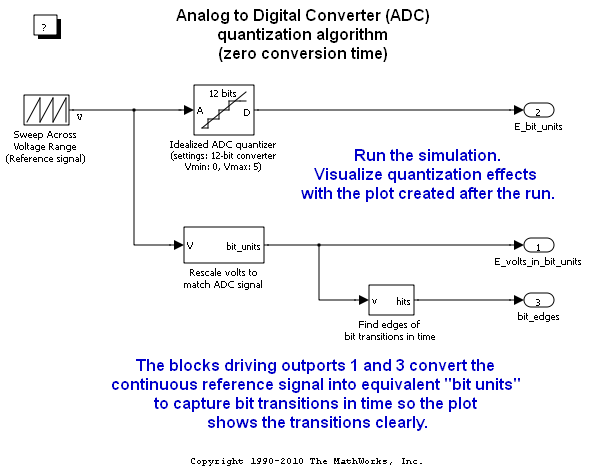 Analog to Digital Converter (ADC)
quantization algorithm
(zero conversion time)
?
12 bits
A
D
V
2
E_bit_units
Sweep Across
Voltage Range
(Reference signal)
Idealized ADC quantizer
(settings: 12-bit converter
Vmin: 0, Vmax: 5)
Run the simulation.
Visualize quantization effects
with the plot created after the run.
V
bit_units
1
E_volts_in_bit_units
Rescale volts to
match ADC signal
v
hits
3
bit_edges
Find edges of
bit transitions in time
The blocks driving outports 1 and 3 convert the
continuous reference signal into equivalent "bit units"
to capture bit transitions in time so the plot
shows the transitions clearly.
Copyright 1990-2010 The MathWorks, Inc.